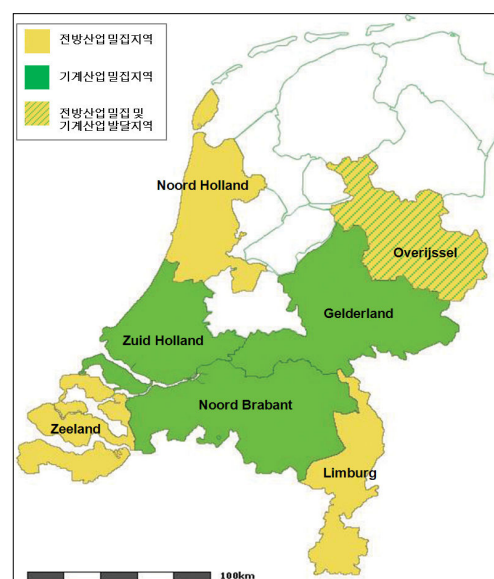 전방산업 밀집지역
기계산업 밀집지역
전방산업 밀집 및
기계산업 발달지역
Noord Holland
Overijssel
Gelderland
Zuid Holland
Noord Brabant
Zeeland
Limburg
100km